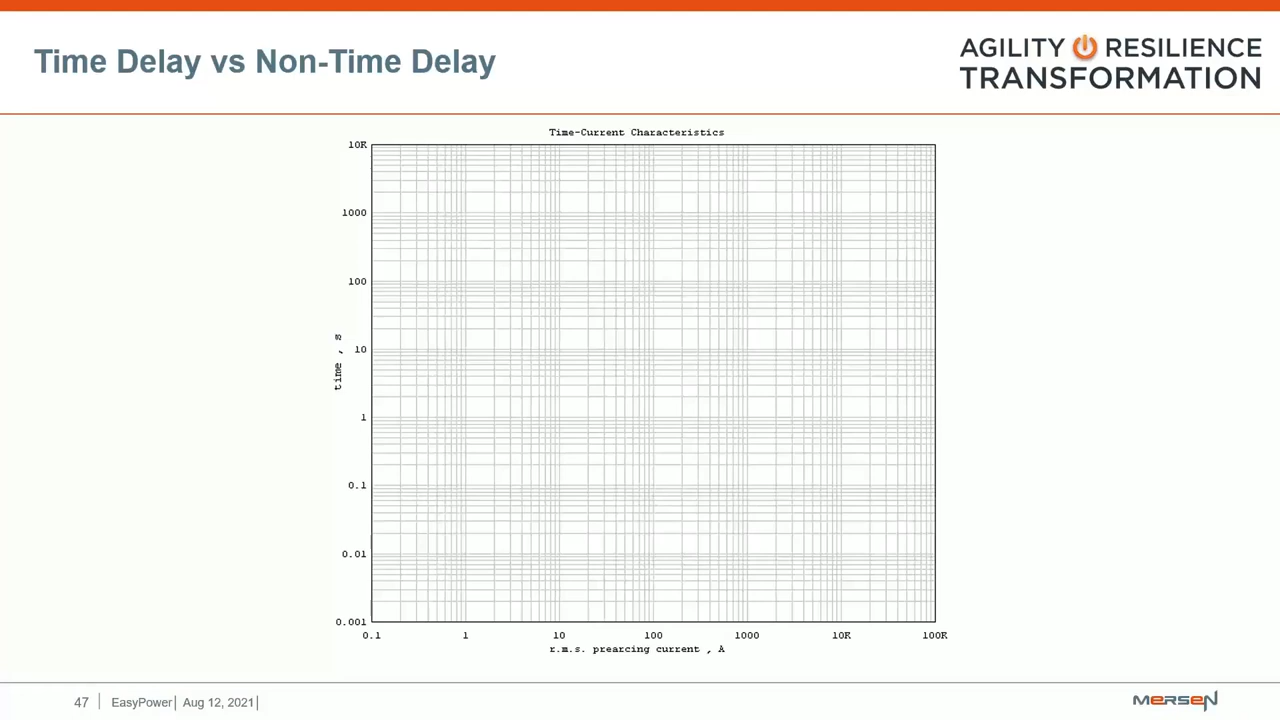 Time Delay vs Non-Time Delay
AGILITY RESILIENCE
TRANSFORMATION
Time-Current Characteristics
10K
1000
100
10
1
0.1
0.01
0.001
time , s
0.1 1 10 100 1000 10K 100K
r.m.s. prearcing current , A
47 EasyPower| Aug 12, 2021|
MERSEN